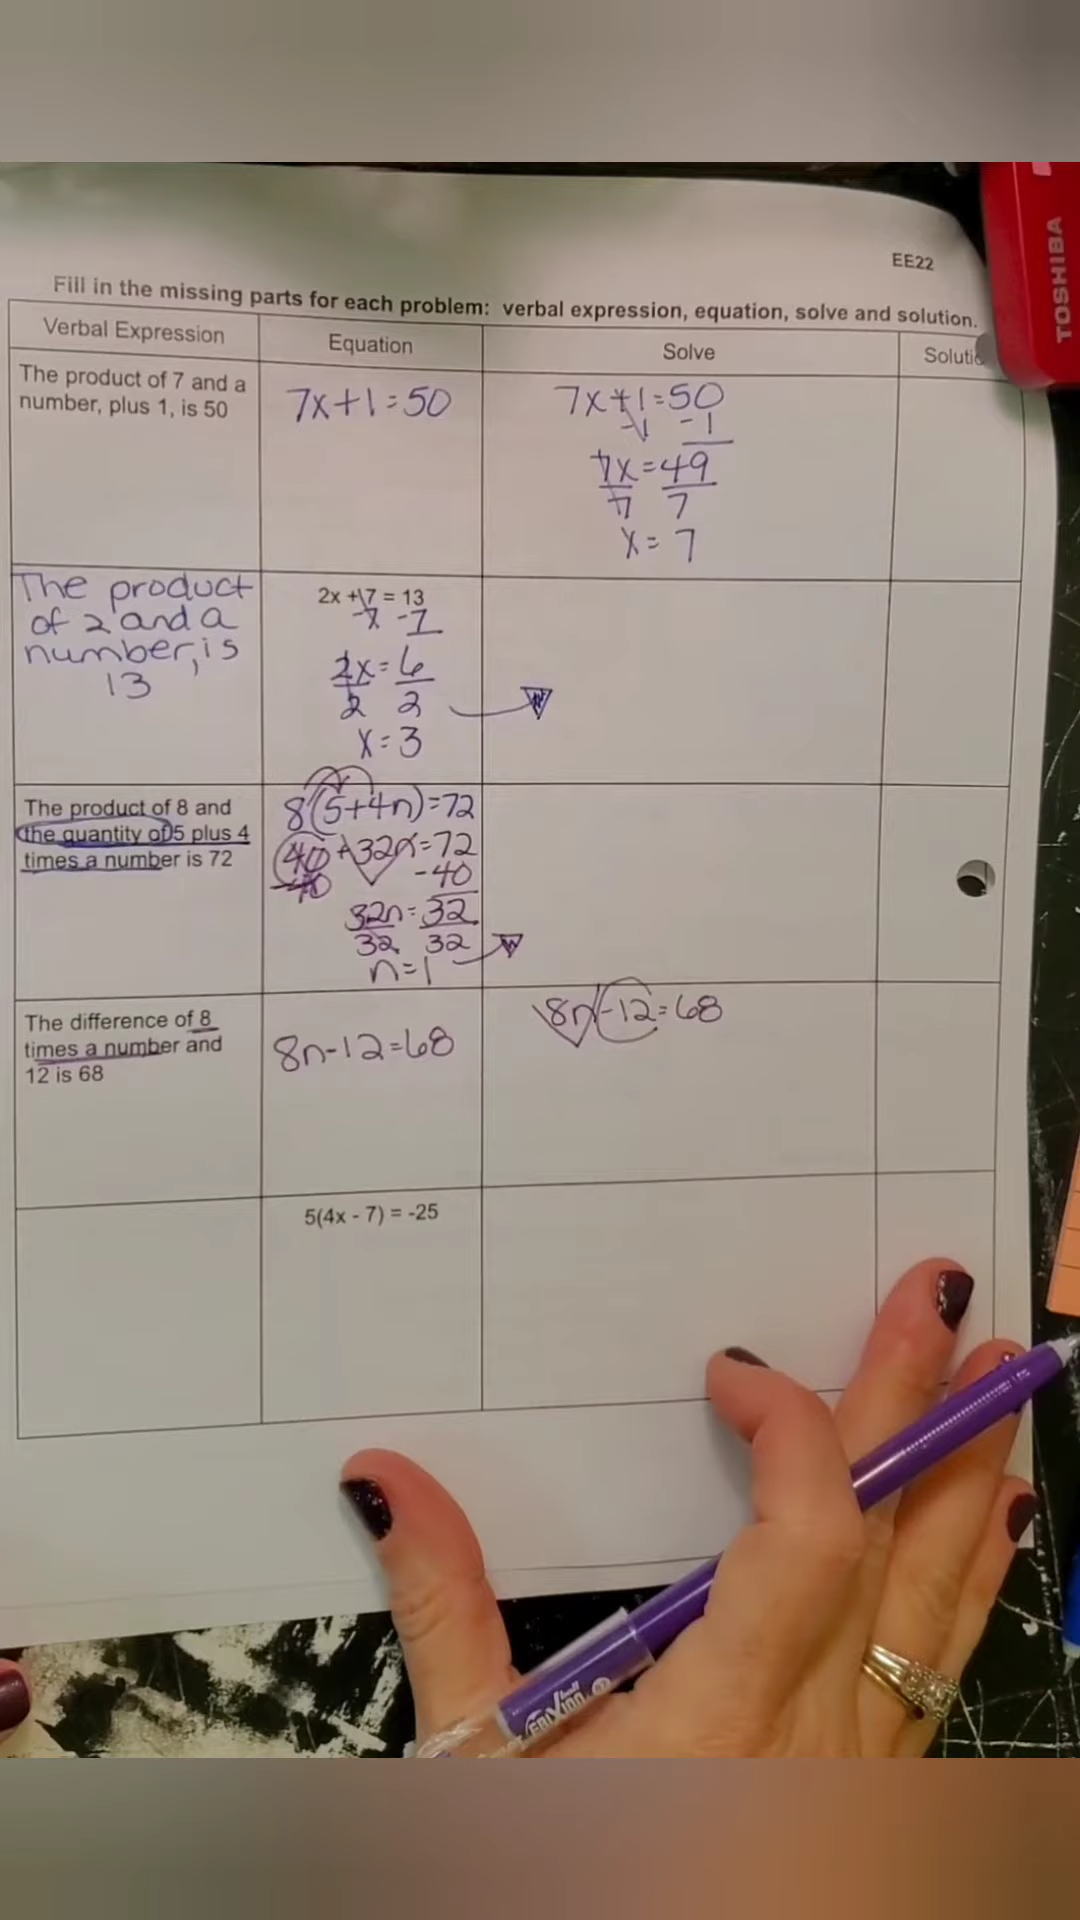 TOSHIBA
EE22
Fill in the missing parts for each problem: verbal expression, equation, solve and solution.
Verbal Expression
Equation
Solve
The product of 7 and a
number, plus 1, is 50
7x+1=50
7x+1=50
-1 -1
7x=49
7 7
x=7
The product
of 2 and a
number, is
13
2x + 7 = 13
-7 -7
2x=6
2 2
x=3
The product of 8 and
the quantity of 5 plus 4
times a number is 72
8(5+4n)=72
40+32n=72
-40 -40
32n=32
32 32
n=1
The difference of 8
times a number and
12 is 68
8n-12=68
8n-12=68
5(4x - 7) = -25
FRIXION